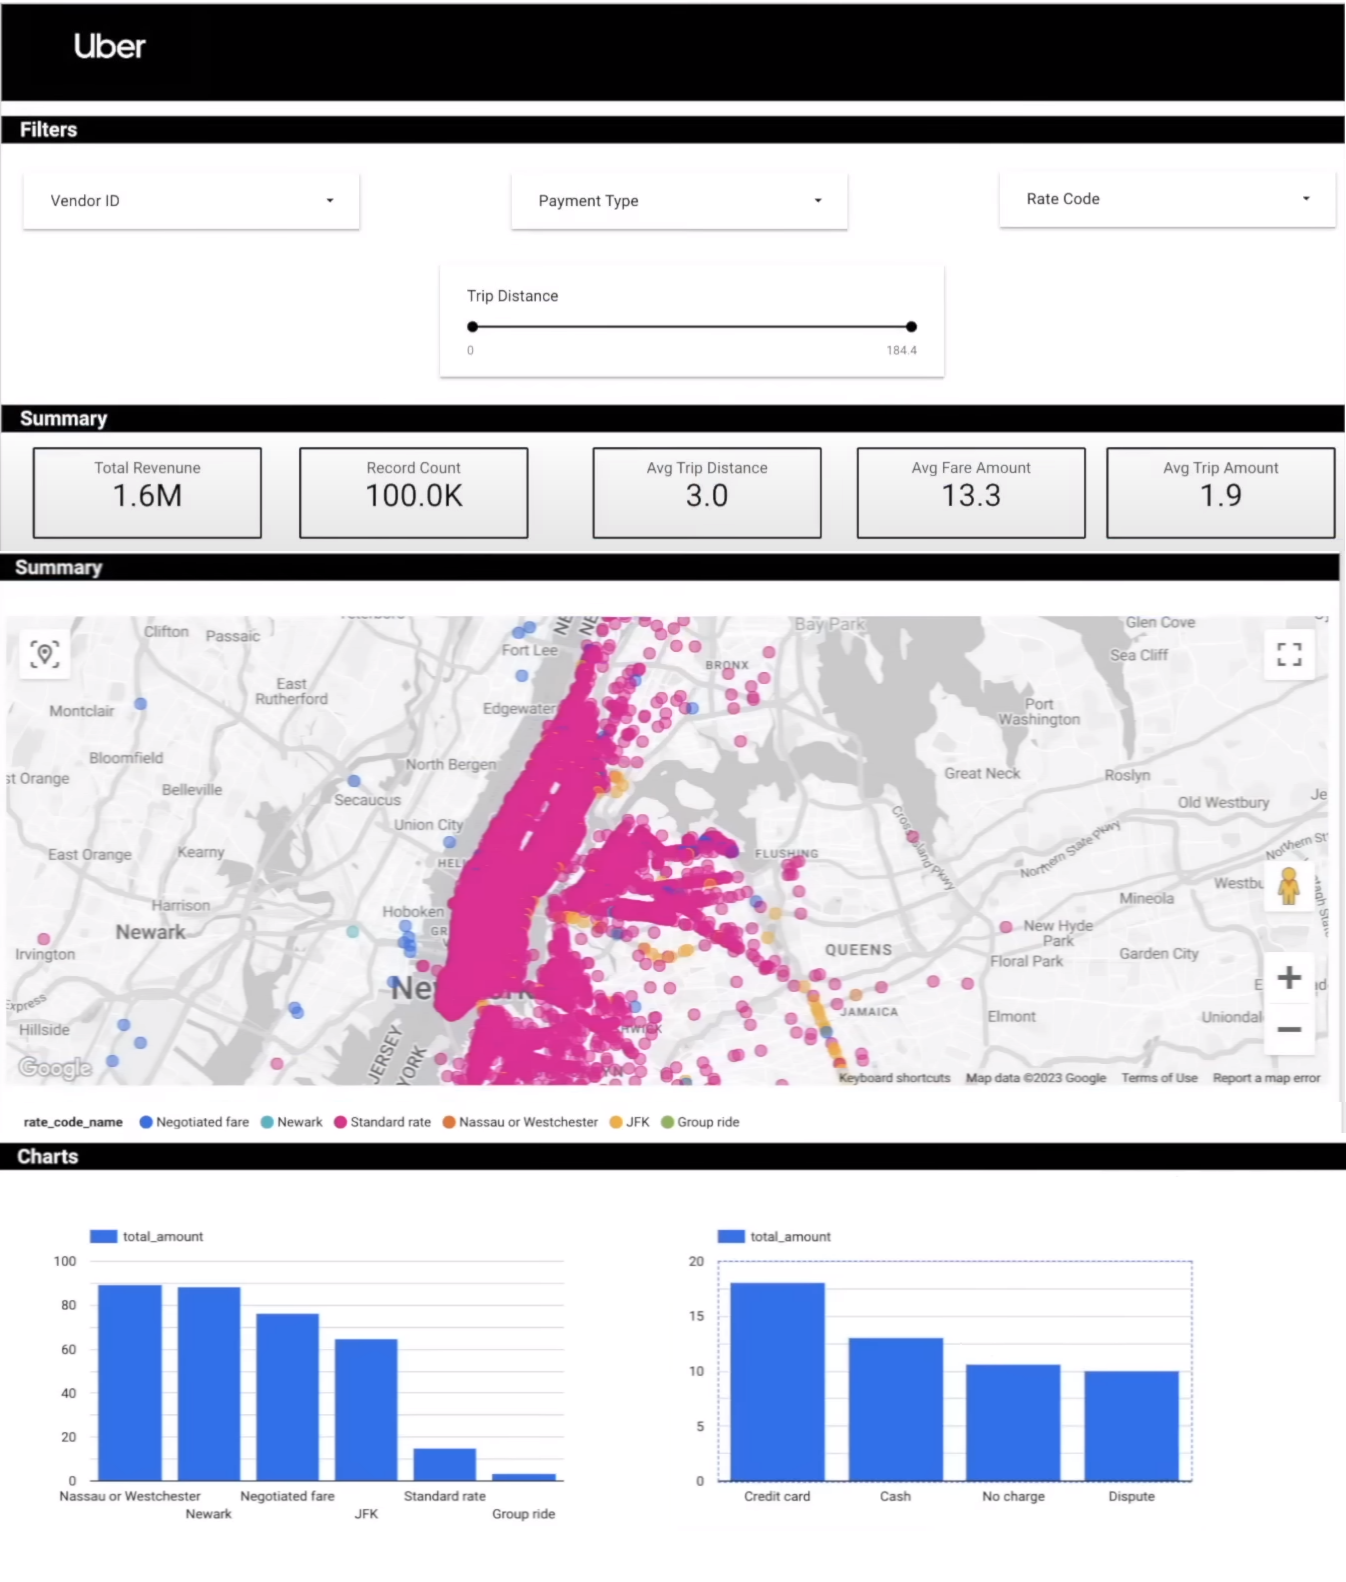 Uber
Filters
Vendor ID
Payment Type
Rate Code
Trip Distance
0
184.4
Summary
Total Revenune
1.6M
Record Count
100.0K
Avg Trip Distance
3.0
Avg Fare Amount
13.3
Avg Trip Amount
1.9
Summary
Clifton
Passaic
Fort Lee
NE
NE
Bay Park
Glen Cove
Sea Cliff
BRONX
East
Rutherford
Montclair
Edgewater
Port
Washington
Bloomfield
North Bergen
st Orange
Belleville
Secaucus
Great Neck
Roslyn
Old Westbury
Je
Union City
Cross
land Pkwy
Northern State Pkwy
Northern St
East Orange
Kearny
HELL
FLUSHING
Westbu
Mineola
Harrison
Hoboken
Newark
GR
New Hyde
Park
QUEENS
Garden City
Irvington
Floral Park
Ne
ork
Express
JAMAICA
Elmont
Uniondal
Hillside
WICK
JERSEY
YORK
YN
Google
Keyboard shortcuts
Map data ©2023 Google
Terms of Use
Report a map error
rate_code_name Negotiated fare Newark Standard rate Nassau or Westchester JFK Group ride
Charts
total_amount
100
80
60
40
20
0
Nassau or Westchester
Newark
Negotiated fare
JFK
Standard rate
Group ride
total_amount
20
15
10
5
0
Credit card
Cash
No charge
Dispute